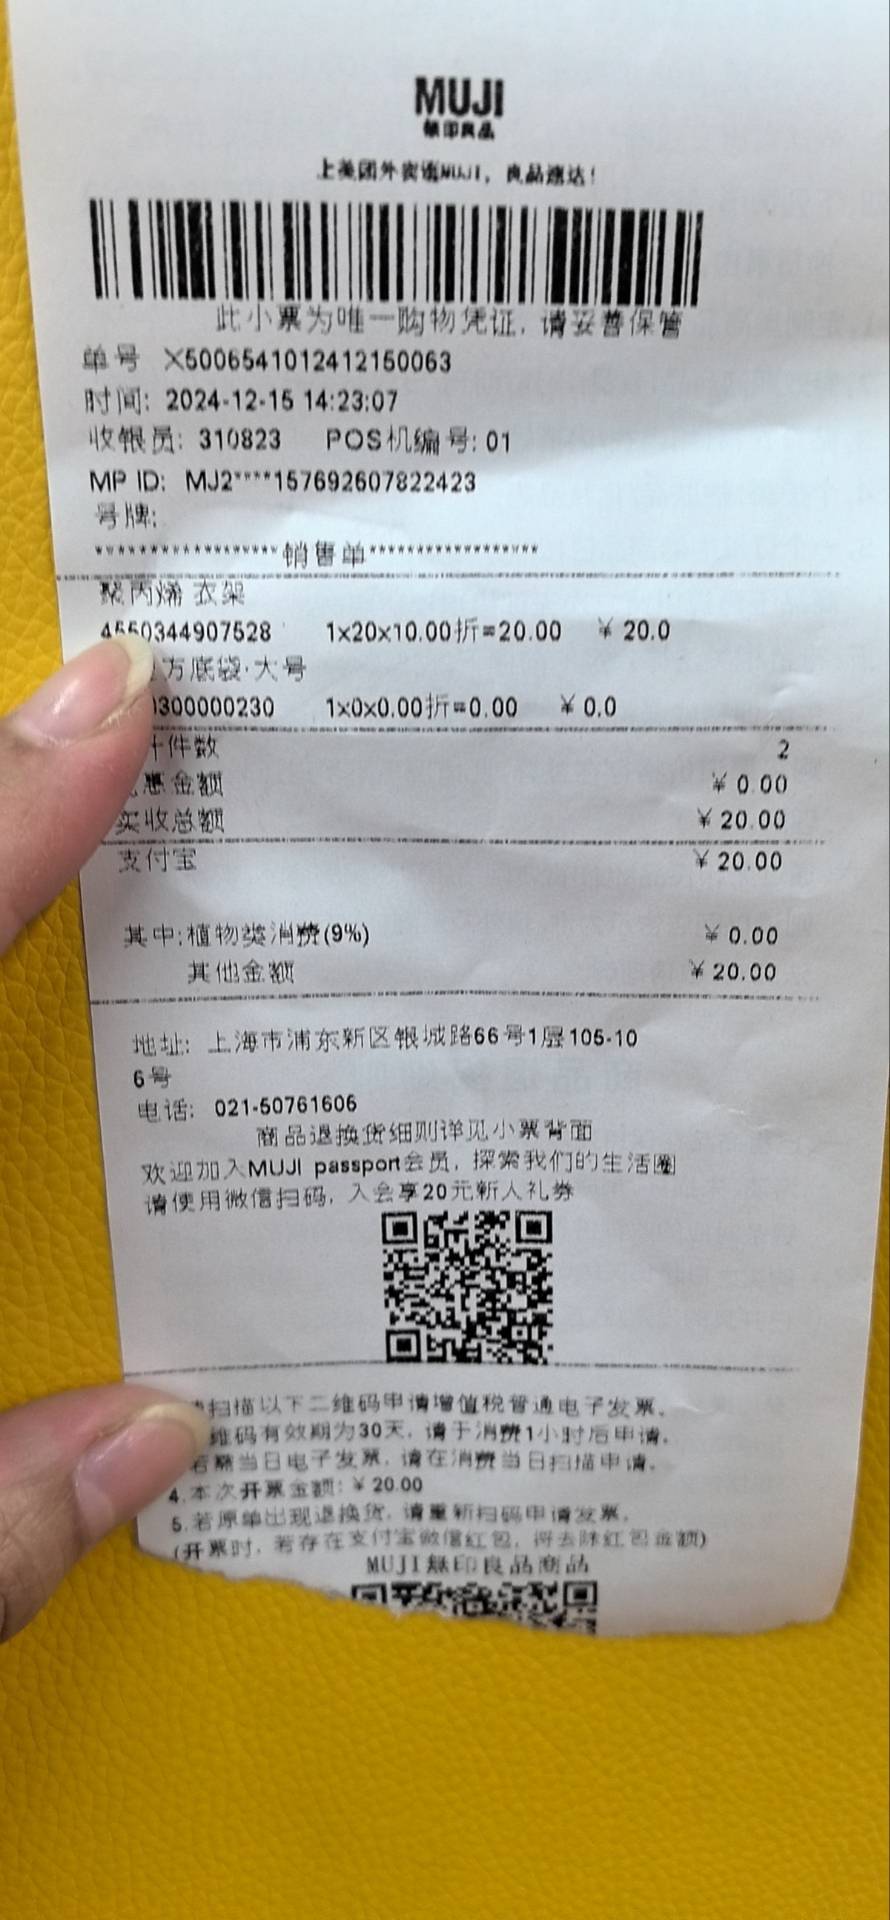 MUJI
無印良品
上美团外卖逛MUJI，良品速达！
此小票为唯一购物凭证，请妥善保管
单号 X5006541012412150063
时间: 2024-12-15 14:23:07
收银员: 310823 POS机编号: 01
MP ID: MJ2****157692607822423
号牌:
******************销售单*****************
聚丙烯 衣架
4550344907528 1x20x10.00折=20.00 ¥ 20.0
方底袋·大号
0300000230 1x0x0.00折=0.00 ¥ 0.0
件数 2
惠金额 ¥ 0.00
实收总额 ¥ 20.00
支付宝 ¥ 20.00
其中:植物类消费(9%) ¥ 0.00
其他金额 ¥ 20.00
地址: 上海市浦东新区银城路66号1层105-10
6号
电话: 021-50761606
商品退换货细则详见小票背面
欢迎加入MUJI passport会员，探索我们的生活圈
请使用微信扫码，入会享20元新人礼券
扫描以下二维码申请增值税普通电子发票。
维码有效期为30天，请于消费1小时后申请。
若需当日电子发票，请在消费当日扫描申请。
4.本次开票金额: ¥ 20.00
5.若原单出现退换货，请重新扫码申请发票。
(开票时，若存在支付宝微信红包，将去除红包金额)
MUJI無印良品商品